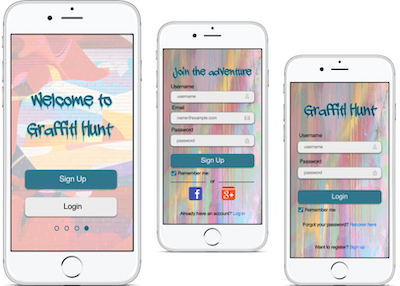 Welcome to
Graffiti Hunt
Sign Up
Login
Join the adventure
Username
username
Email
name@example.com
Password
password
Sign Up
Remember me
or
f
g+
Already have an account? Log in
Graffiti Hunt
Username
username
Password
password
Login
Remember me
Forgot your password? Recover here
Want to register? Sign up